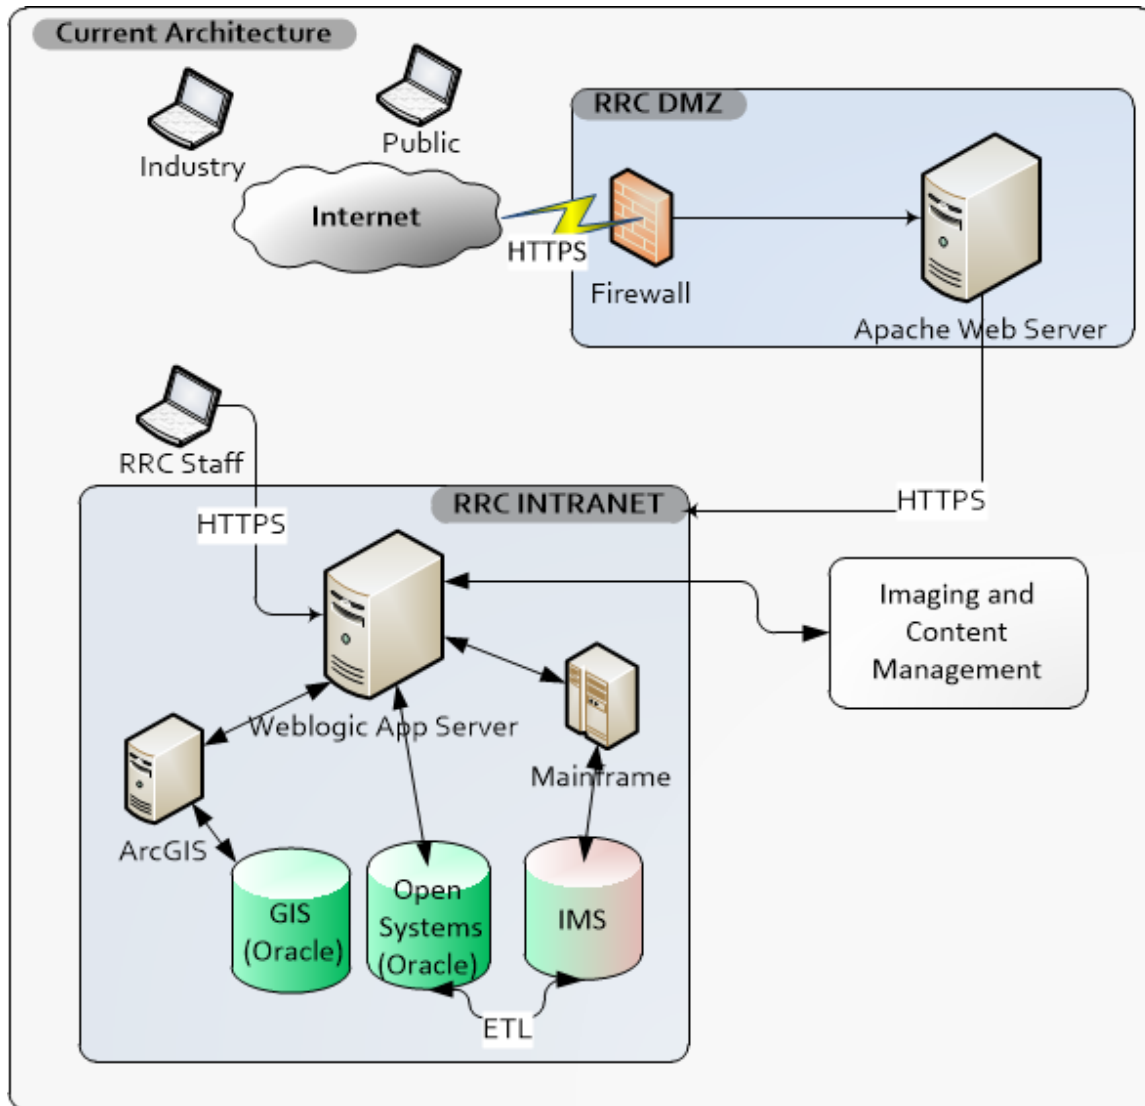 Current Architecture
Industry
Public
Internet
HTTPS
RRC DMZ
Firewall
Apache Web Server
RRC Staff
HTTPS
HTTPS
RRC INTRANET
Weblogic App Server
Mainframe
ArcGIS
Imaging and
Content
Management
GIS
(Oracle)
Open
Systems
(Oracle)
IMS
ETL